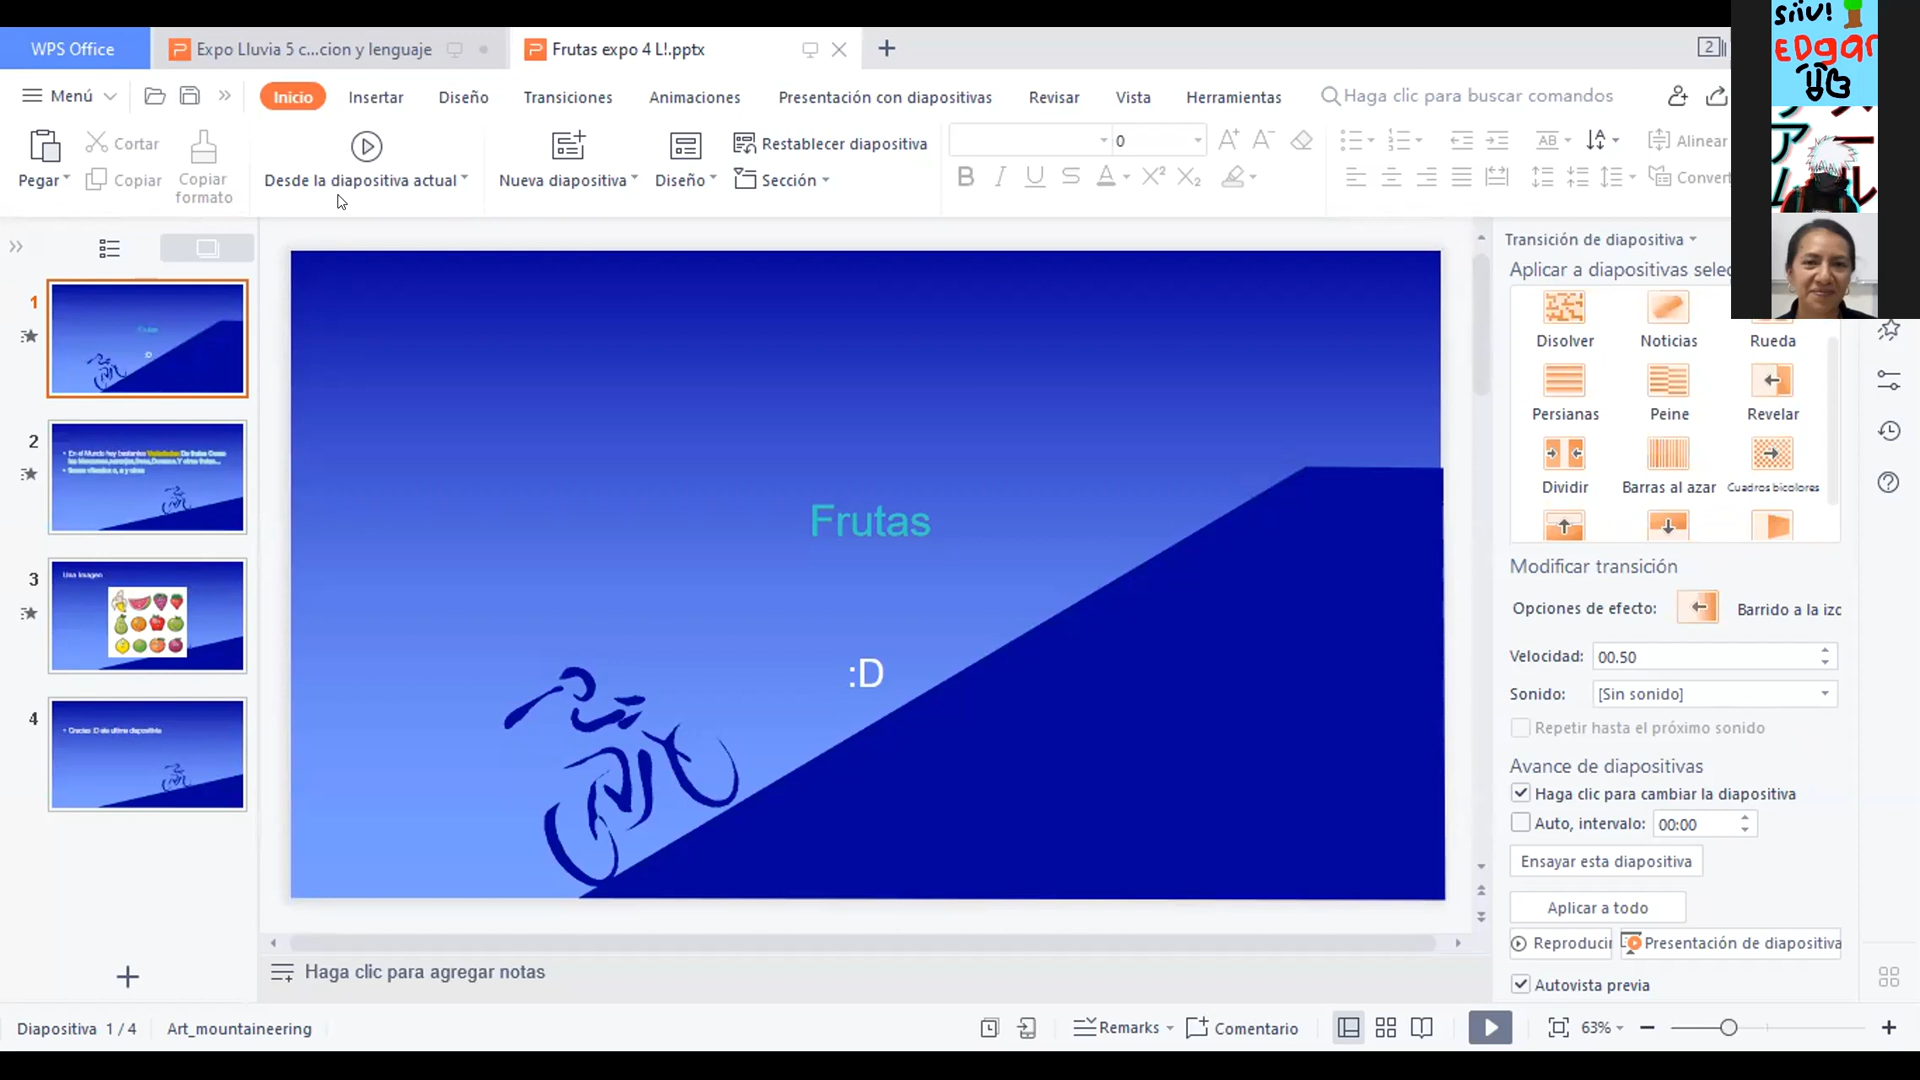 siiu!
EDgar
WPS Office
Expo Lluvia 5 c...cion y lenguaje
Frutas expo 4 L!.pptx
2
Menú
Inicio
Insertar
Diseño
Transiciones
Animaciones
Presentación con diapositivas
Revisar
Vista
Herramientas
Haga clic para buscar comandos
Pegar
Cortar
Copiar
Copiar
formato
Desde la diapositiva actual
Nueva diapositiva
Diseño
Restablecer diapositiva
Sección
0
Alinear
Convert
1
Frutas
:D
2
3
Una Imagen
4
Frutas
:D
Transición de diapositiva
Aplicar a diapositivas selec
Disolver
Noticias
Rueda
Persianas
Peine
Revelar
Dividir
Barras al azar
Cuadros bicolores
Modificar transición
Opciones de efecto:
Barrido a la izc
Velocidad:
00.50
Sonido:
[Sin sonido]
Repetir hasta el próximo sonido
Avance de diapositivas
Haga clic para cambiar la diapositiva
Auto, intervalo:
00:00
Ensayar esta diapositiva
Aplicar a todo
Reproducir
Presentación de diapositiva
Autovista previa
Haga clic para agregar notas
Diapositiva 1 / 4
Art_mountaineering
Remarks
Comentario
63%